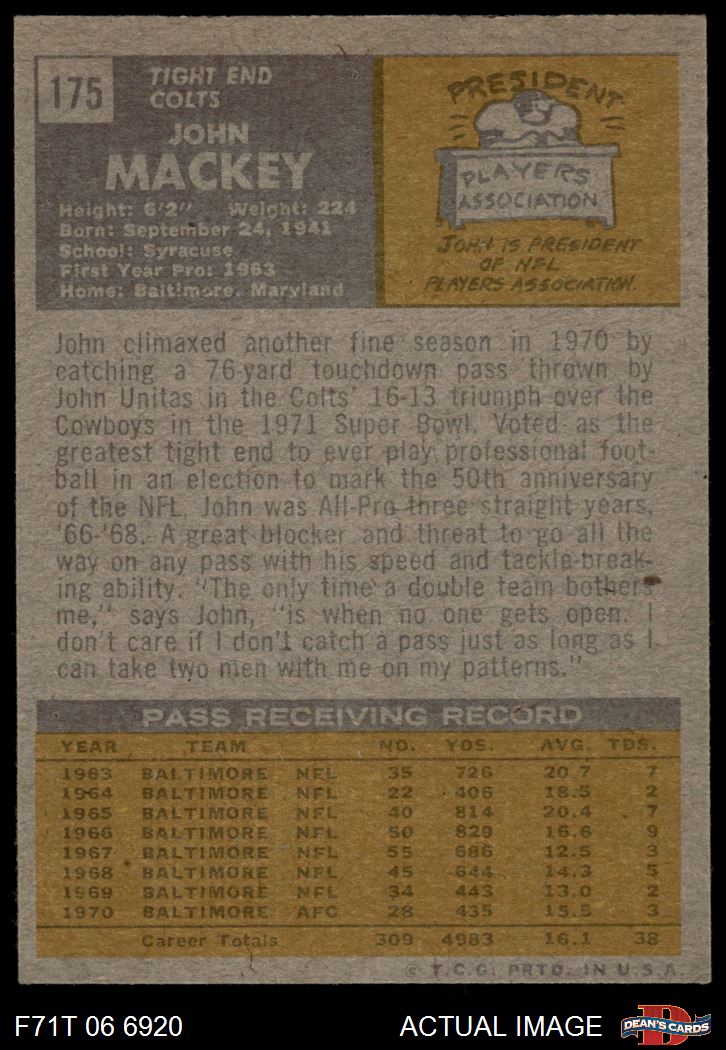 175
TIGHT END
COLTS
JOHN
MACKEY
Height: 6'2" Weight: 224
Born: September 24, 1941
School: Syracuse
First Year Pro: 1963
Home: Baltimore, Maryland
PRESIDENT
PLAYERS
ASSOCIATION
JOHN IS PRESIDENT
OF NFL
PLAYERS ASSOCIATION.
John climaxed another fine season in 1970 by
catching a 76-yard touchdown pass thrown by
John Unitas in the Colts' 16-13 triumph over the
Cowboys in the 1971 Super Bowl. Voted as the
greatest tight end to ever play professional foot-
ball in an election to mark the 50th anniversary
of the NFL, John was All-Pro three straight years,
'66-'68. A great blocker and threat to go all the
way on any pass with his speed and tackle-break-
ing ability. "The only time a double team bothers
me," says John, "is when no one gets open. I
don't care if I don't catch a pass just as long as I
can take two men with me on my patterns."
PASS RECEIVING RECORD
YEAR TEAM NO. YDS. AVG. TDS.
1963 BALTIMORE NFL 35 726 20.7 7
1964 BALTIMORE NFL 22 406 18.5 2
1965 BALTIMORE NFL 40 814 20.4 7
1966 BALTIMORE NFL 50 829 16.6 9
1967 BALTIMORE NFL 55 686 12.5 3
1968 BALTIMORE NFL 45 644 14.3 5
1969 BALTIMORE NFL 34 443 13.0 2
1970 BALTIMORE AFC 28 435 15.5 3
Career Totals 309 4983 16.1 38
© T.C.G. PRTD. IN U.S.A.
F71T 06 6920
ACTUAL IMAGE
D
DEAN'S CARDS